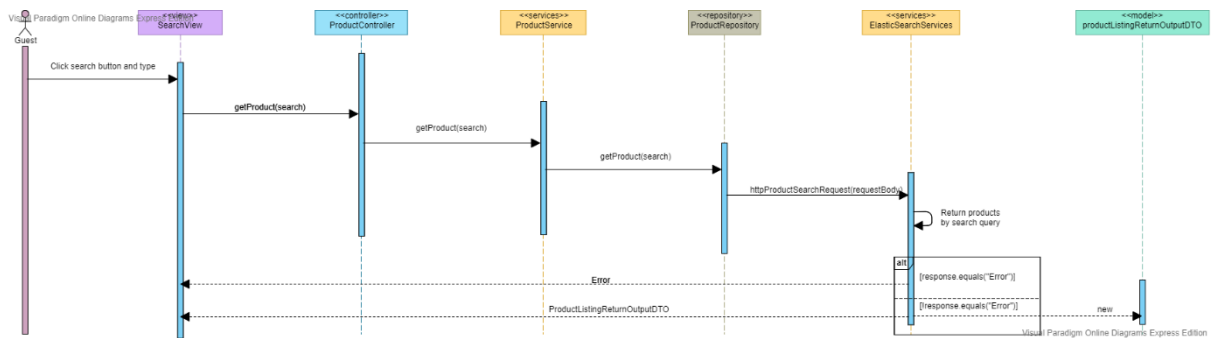 Visual Paradigm Online Diagrams Express Edition
Guest
<<view>>
SearchView
<<controller>>
ProductController
<<services>>
ProductService
<<repository>>
ProductRepository
<<services>>
ElasticSearchServices
<<model>>
productListingReturnOutputDTO
Click search button and type
getProduct(search)
getProduct(search)
getProduct(search)
httpProductSearchRequest(requestBody)
Return products
by search query
alt
[response.equals("Error")]
Error
[!response.equals("Error")]
ProductListingReturnOutputDTO
new
Visual Paradigm Online Diagrams Express Edition